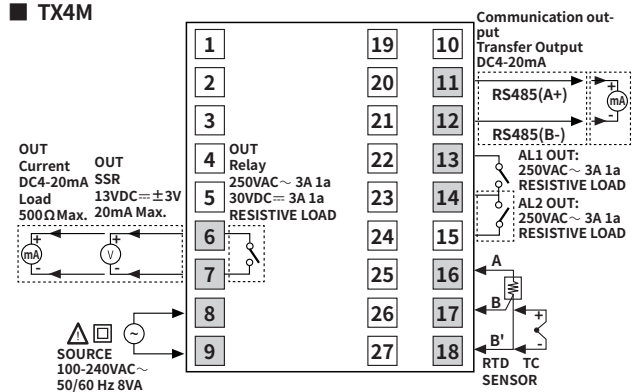 ■ TX4M
Communication out-
put
Transfer Output
DC4-20mA
1 19 10
2 20 11
RS485(A+)
+
mA
-
3 21 12
RS485(B-)
OUT
Current
DC4-20mA
Load
500ΩMax.
OUT
SSR
13VDC⎓±3V
20mA Max.
4 22 13
OUT
Relay
250VAC∼ 3A 1a
30VDC⎓ 3A 1a
RESISTIVE LOAD
AL1 OUT:
250VAC∼ 3A 1a
RESISTIVE LOAD
5 23 14
AL2 OUT:
250VAC∼ 3A 1a
RESISTIVE LOAD
6 24 15
+ +
mA V
- -
7 25 16
A
8 26 17
B
+
-
9 27 18
B'
SOURCE
100-240VAC∼
50/60 Hz 8VA
RTD TC
SENSOR